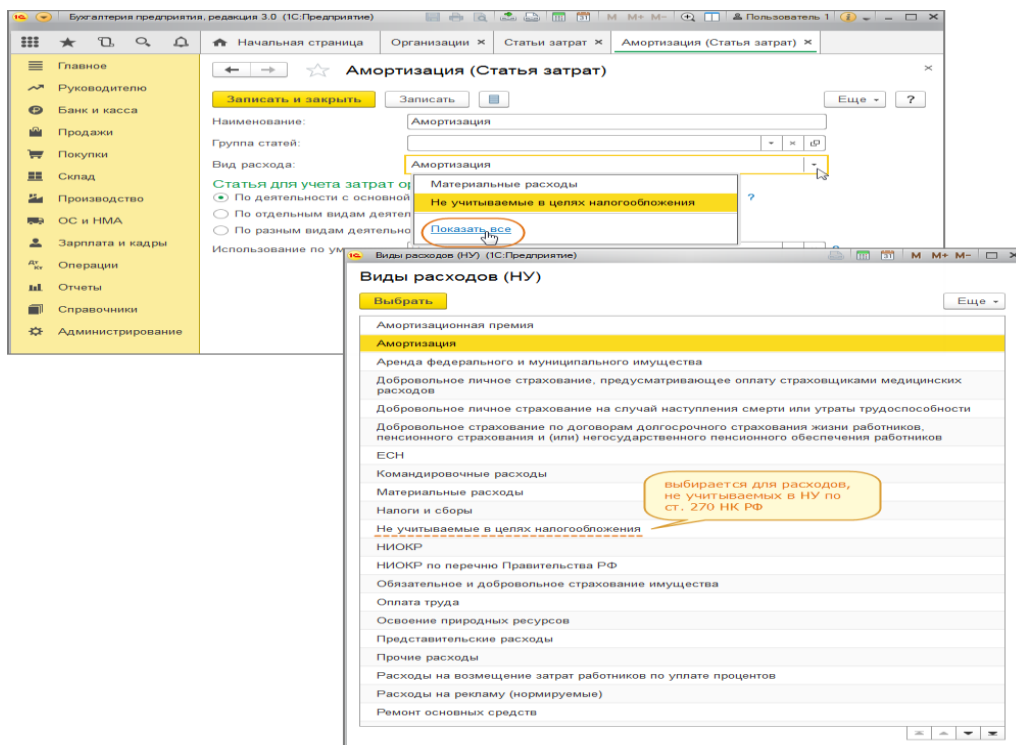 Бухгалтерия предприятия, редакция 3.0 (1С:Предприятие)
M M+ M-
Пользователь 1
Начальная страница
Организации ×
Статьи затрат ×
Амортизация (Статья затрат) ×
Главное
Руководителю
Банк и касса
Продажи
Покупки
Склад
Производство
ОС и НМА
Зарплата и кадры
Операции
Отчеты
Справочники
Администрирование
Амортизация (Статья затрат)
Записать и закрыть
Записать
Еще
?
Наименование:
Амортизация
Группа статей:
Вид расхода:
Амортизация
Материальные расходы
Не учитываемые в целях налогообложения
Показать все
Статья для учета затрат
По деятельности с основной
?
По отдельным видам
По разным видам
Использование по
Виды расходов (НУ) (1С:Предприятие)
M M+ M-
Виды расходов (НУ)
Выбрать
Еще
Амортизационная премия
Амортизация
Аренда федерального и муниципального имущества
Добровольное личное страхование, предусматривающее оплату страховщиками медицинских
расходов
Добровольное личное страхование на случай наступления смерти или утраты трудоспособности
Добровольное страхование по договорам долгосрочного страхования жизни работников,
пенсионного страхования и (или) негосударственного пенсионного обеспечения работников
ЕСН
Командировочные расходы
Материальные расходы
Налоги и сборы
Не учитываемые в целях налогообложения
выбирается для расходов,
не учитываемых в НУ по
ст. 270 НК РФ
НИОКР
НИОКР по перечню Правительства РФ
Обязательное и добровольное страхование имущества
Оплата труда
Освоение природных ресурсов
Представительские расходы
Прочие расходы
Расходы на возмещение затрат работников по уплате процентов
Расходы на рекламу (нормируемые)
Ремонт основных средств